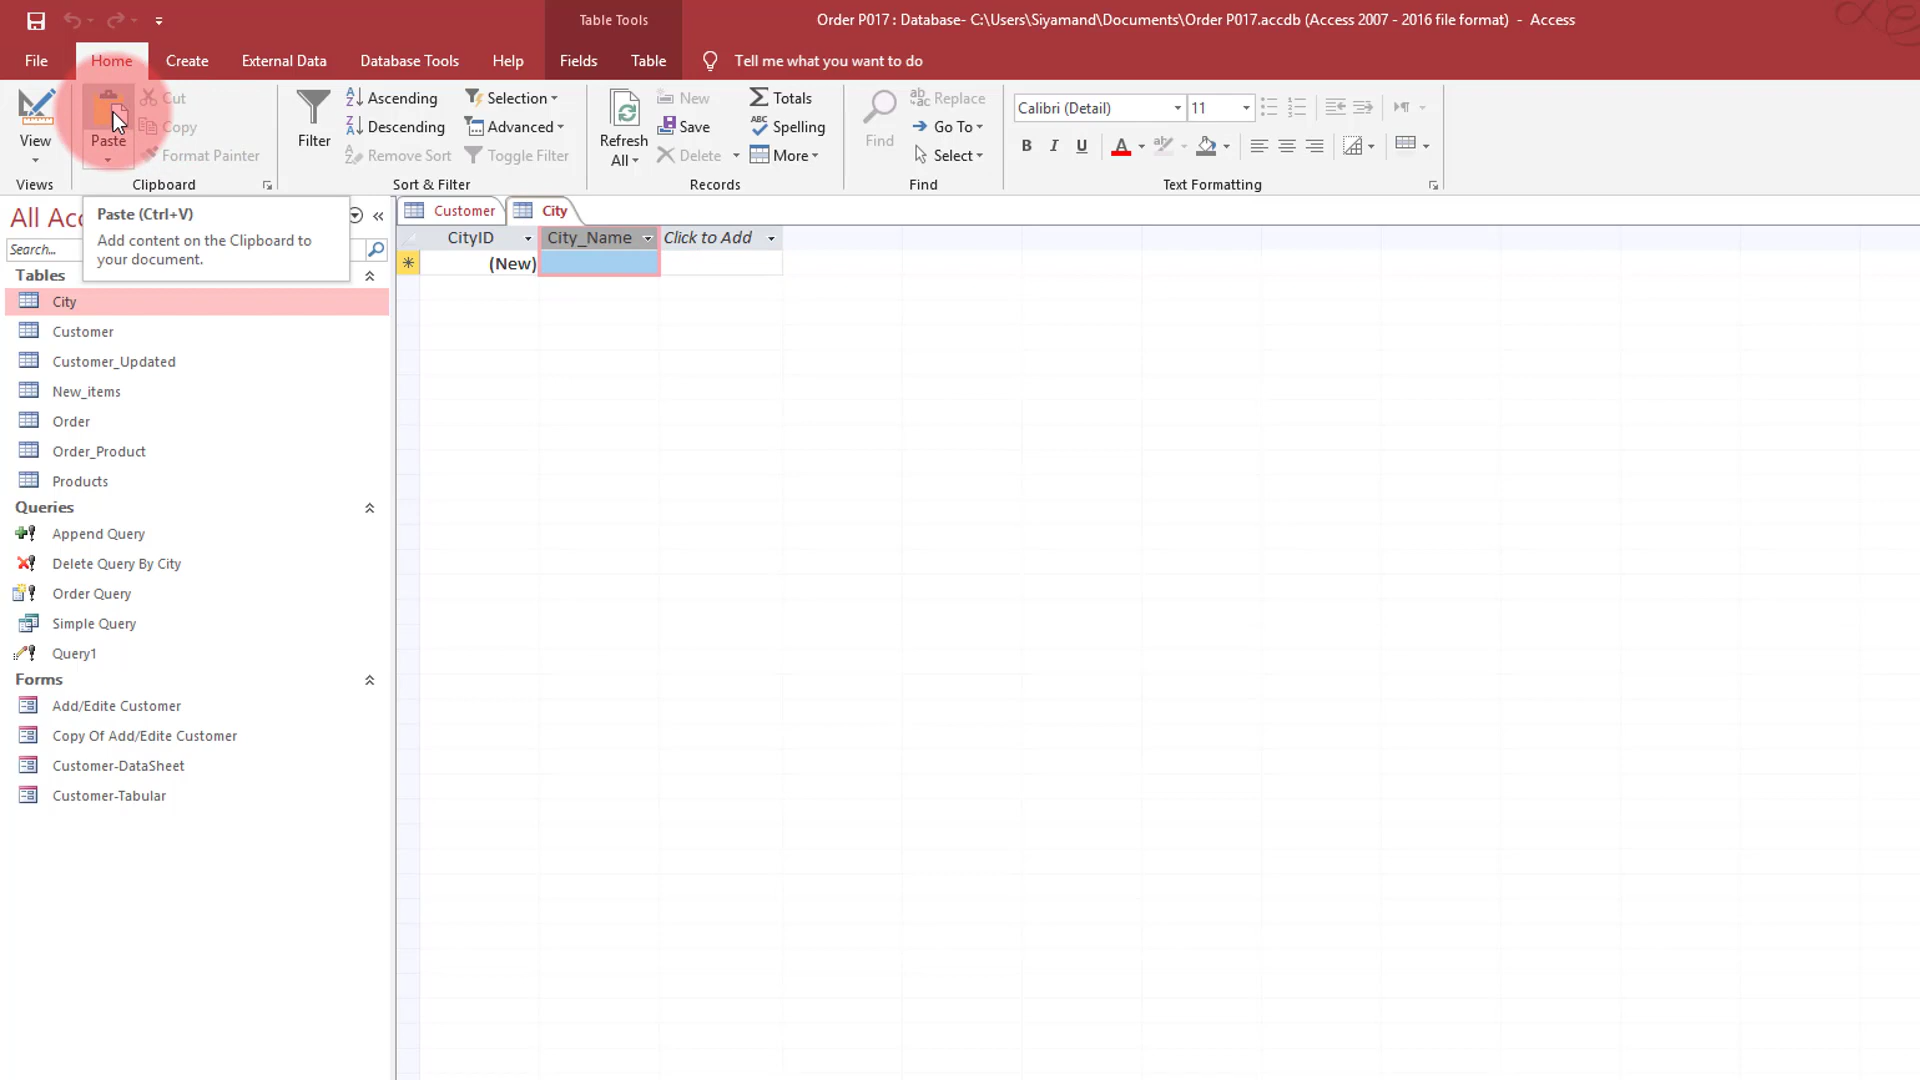 Table Tools
Order P017 : Database- C:\Users\Siyamand\Documents\Order P017.accdb (Access 2007 - 2016 file format) - Access
File Home Create External Data Database Tools Help Fields Table Tell me what you want to do
View
Views
Paste
Cut
Copy
Format Painter
Clipboard
Filter
Ascending
Descending
Remove Sort
Selection
Advanced
Toggle Filter
Sort & Filter
Refresh
All
New
Save
Delete
Totals
Spelling
More
Records
Find
Replace
Go To
Select
Find
Calibri (Detail) 11
B I U A
Text Formatting
All Ac
Search...
Paste (Ctrl+V)
Add content on the Clipboard to
your document.
Tables
City
Customer
Customer_Updated
New_items
Order
Order_Product
Products
Queries
Append Query
Delete Query By City
Order Query
Simple Query
Query1
Forms
Add/Edite Customer
Copy Of Add/Edite Customer
Customer-DataSheet
Customer-Tabular
Customer City
CityID City_Name Click to Add
(New)